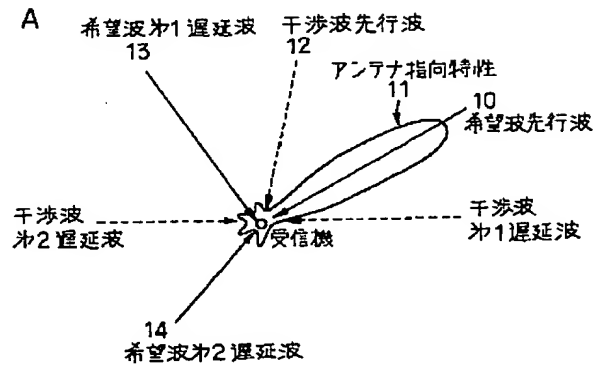 A
希望波第1遅延波
13
干渉波先行波
12
アンテナ指向特性
11
10
希望波先行波
干渉波
第2遅延波
受信機
干渉波
第1遅延波
14
希望波第2遅延波